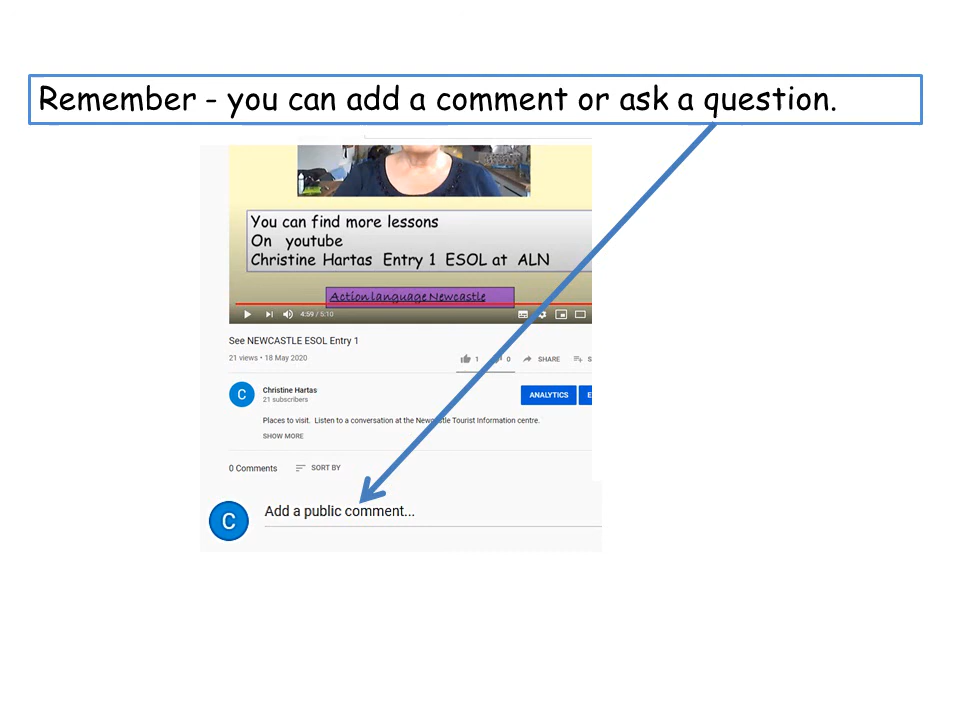 Remember - you can add a comment or ask a question.
You can find more lessons
On youtube
Christine Hartas Entry 1 ESOL at ALN
Action language Newcastle
4:59 / 5:10
See NEWCASTLE ESOL Entry 1
21 views • 18 May 2020
1 0 SHARE S
C
Christine Hartas
21 subscribers
ANALYTICS E
Places to visit. Listen to a conversation at the Newcastle Tourist Information centre.
SHOW MORE
0 Comments SORT BY
C
Add a public comment...